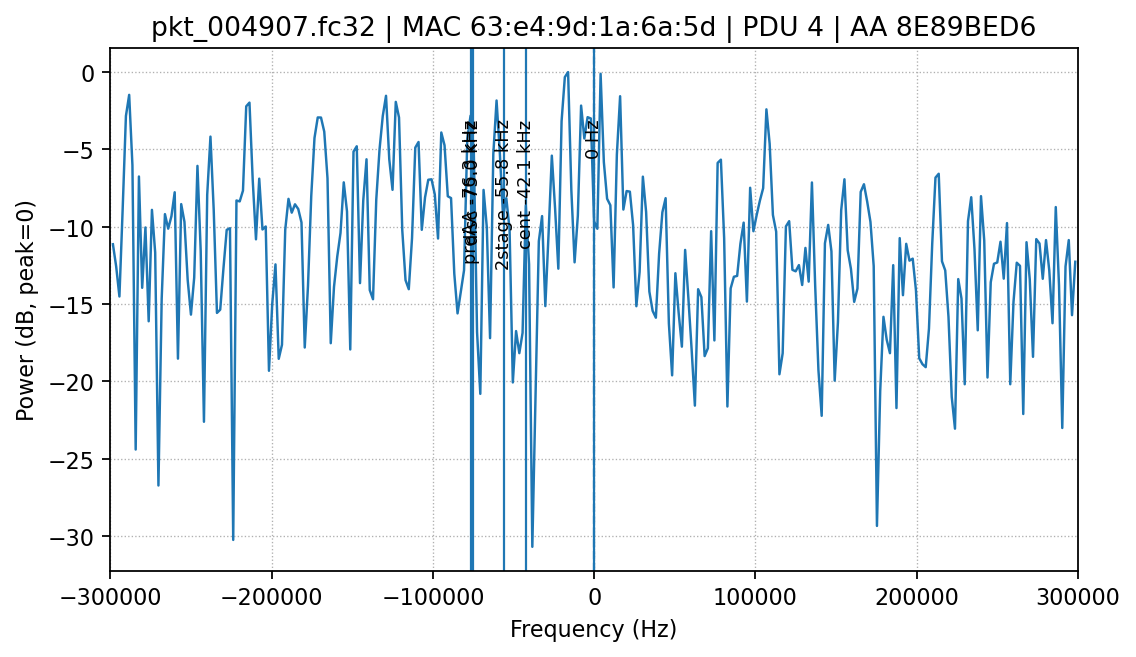 pkt_004907.fc32 | MAC 63:e4:9d:1a:6a:5d | PDU 4 | AA 8E89BED6
Power (dB, peak=0)
0
−5
−10
−15
−20
−25
−30
2stage -55.8 kHz
cent -42.1 kHz
0 Hz
−300000
−200000
−100000
0
100000
200000
300000
Frequency (Hz)